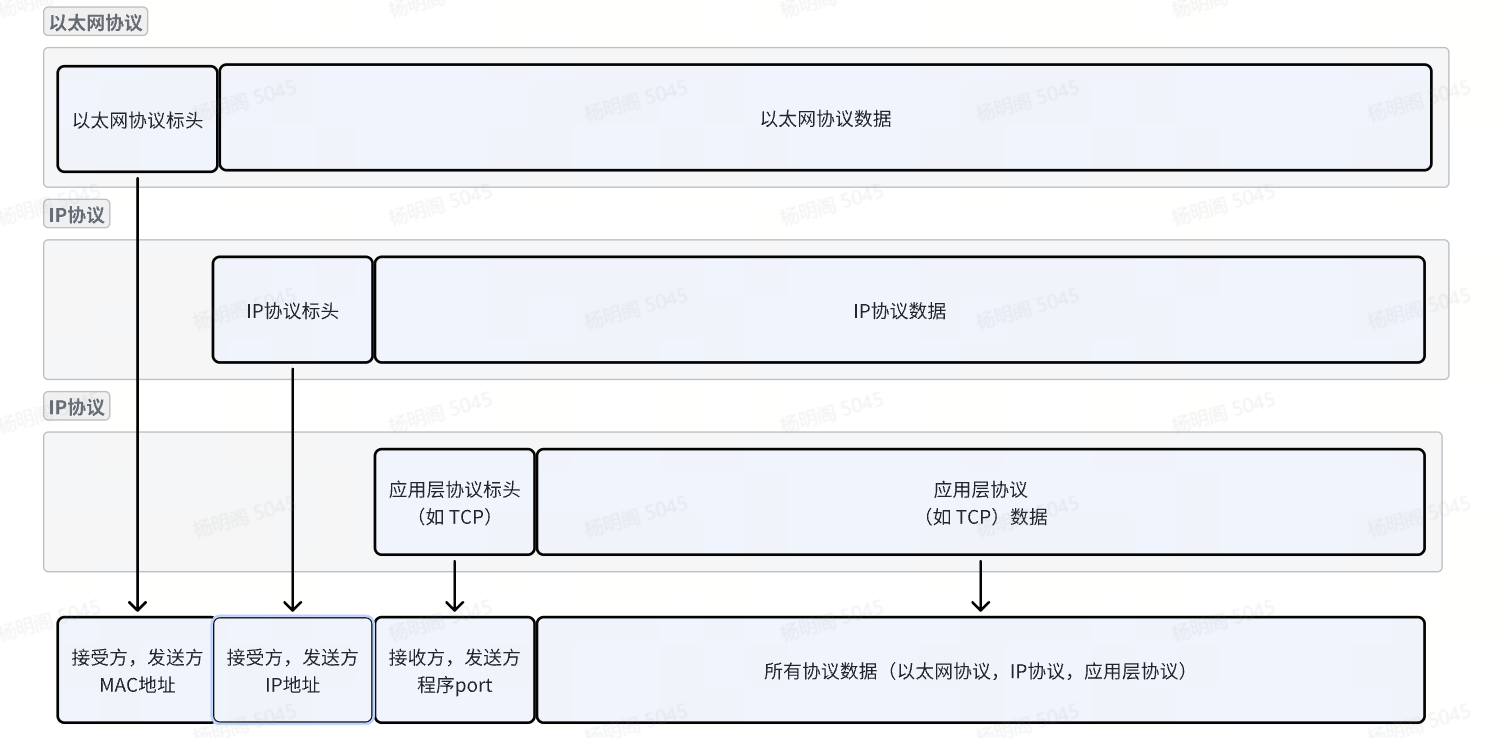 以太网协议
以太网协议标头
以太网协议数据
IP协议
IP协议标头
IP协议数据
IP协议
应用层协议标头
（如 TCP）
应用层协议
（如 TCP）数据
接受方，发送方
MAC地址
接受方，发送方
IP地址
接收方，发送方
程序port
所有协议数据（以太网协议，IP协议，应用层协议）
杨明阁 5045